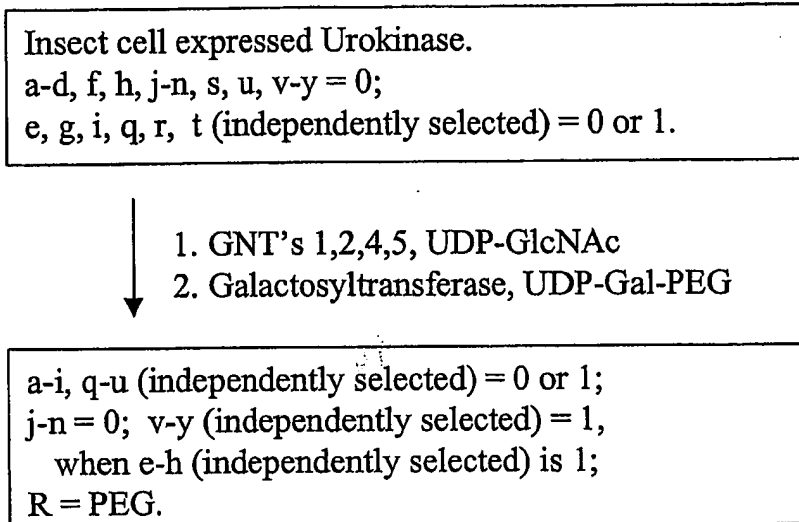 Insect cell expressed Urokinase.
a-d, f, h, j-n, s, u, v-y = 0;
e, g, i, q, r, t (independently selected) = 0 or 1.
1. GNT's 1,2,4,5, UDP-GlcNAc
2. Galactosyltransferase, UDP-Gal-PEG
a-i, q-u (independently selected) = 0 or 1;
j-n = 0; v-y (independently selected) = 1,
when e-h (independently selected) is 1;
R = PEG.